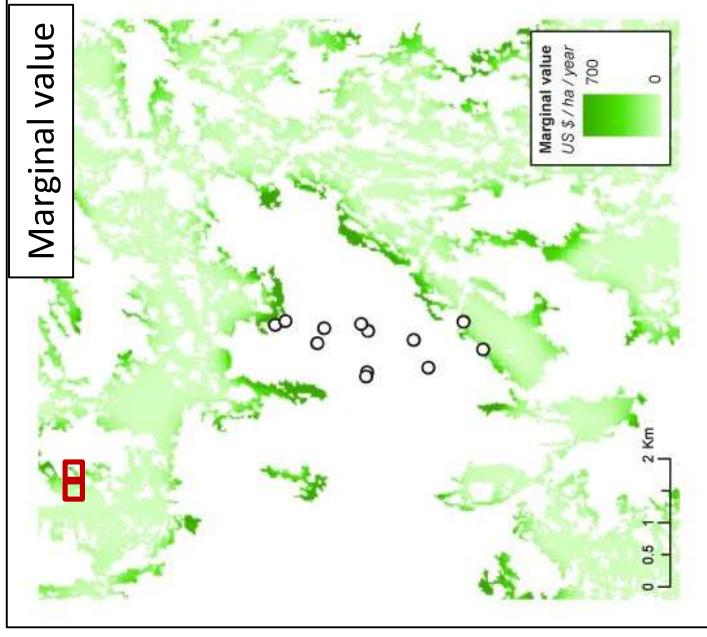 Marginal value
Marginal value
US $ / ha / year
700
0
0 0.5 1 2 Km